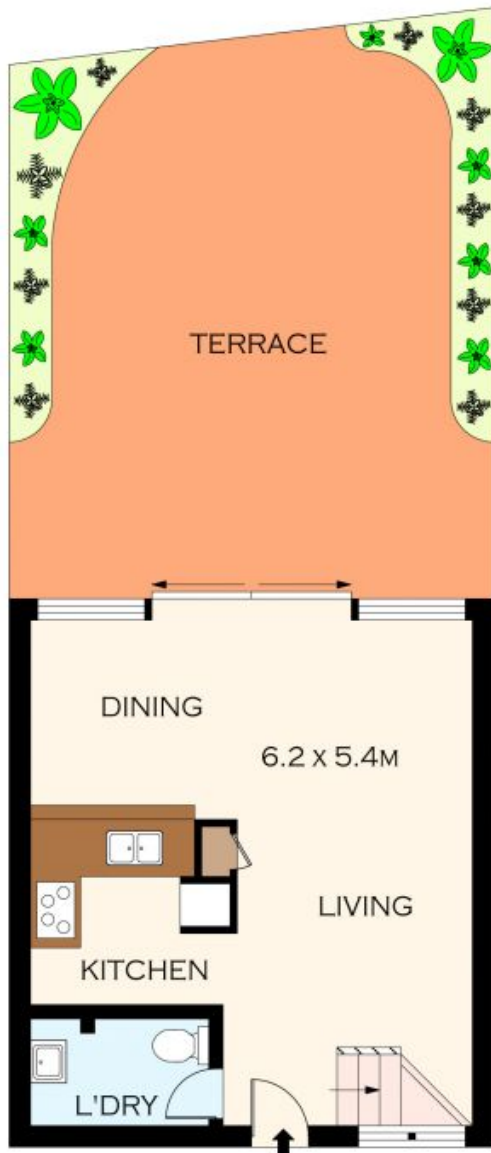 TERRACE
DINING
6.2 X 5.4M
LIVING
KITCHEN
L'DRY